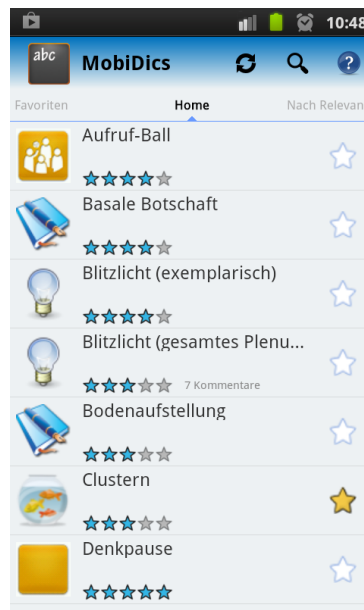 10:48
abc
MobiDics
?
Favoriten
Home
Nach Relevan
Aufruf-Ball
Basale Botschaft
Blitzlicht (exemplarisch)
Blitzlicht (gesamtes Plenu...
7 Kommentare
Bodenaufstellung
Clustern
Denkpause